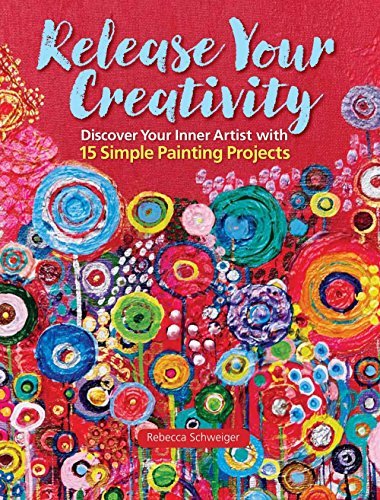 Release Your
Creativity
Discover Your Inner Artist with
15 Simple Painting Projects
Rebecca Schweiger